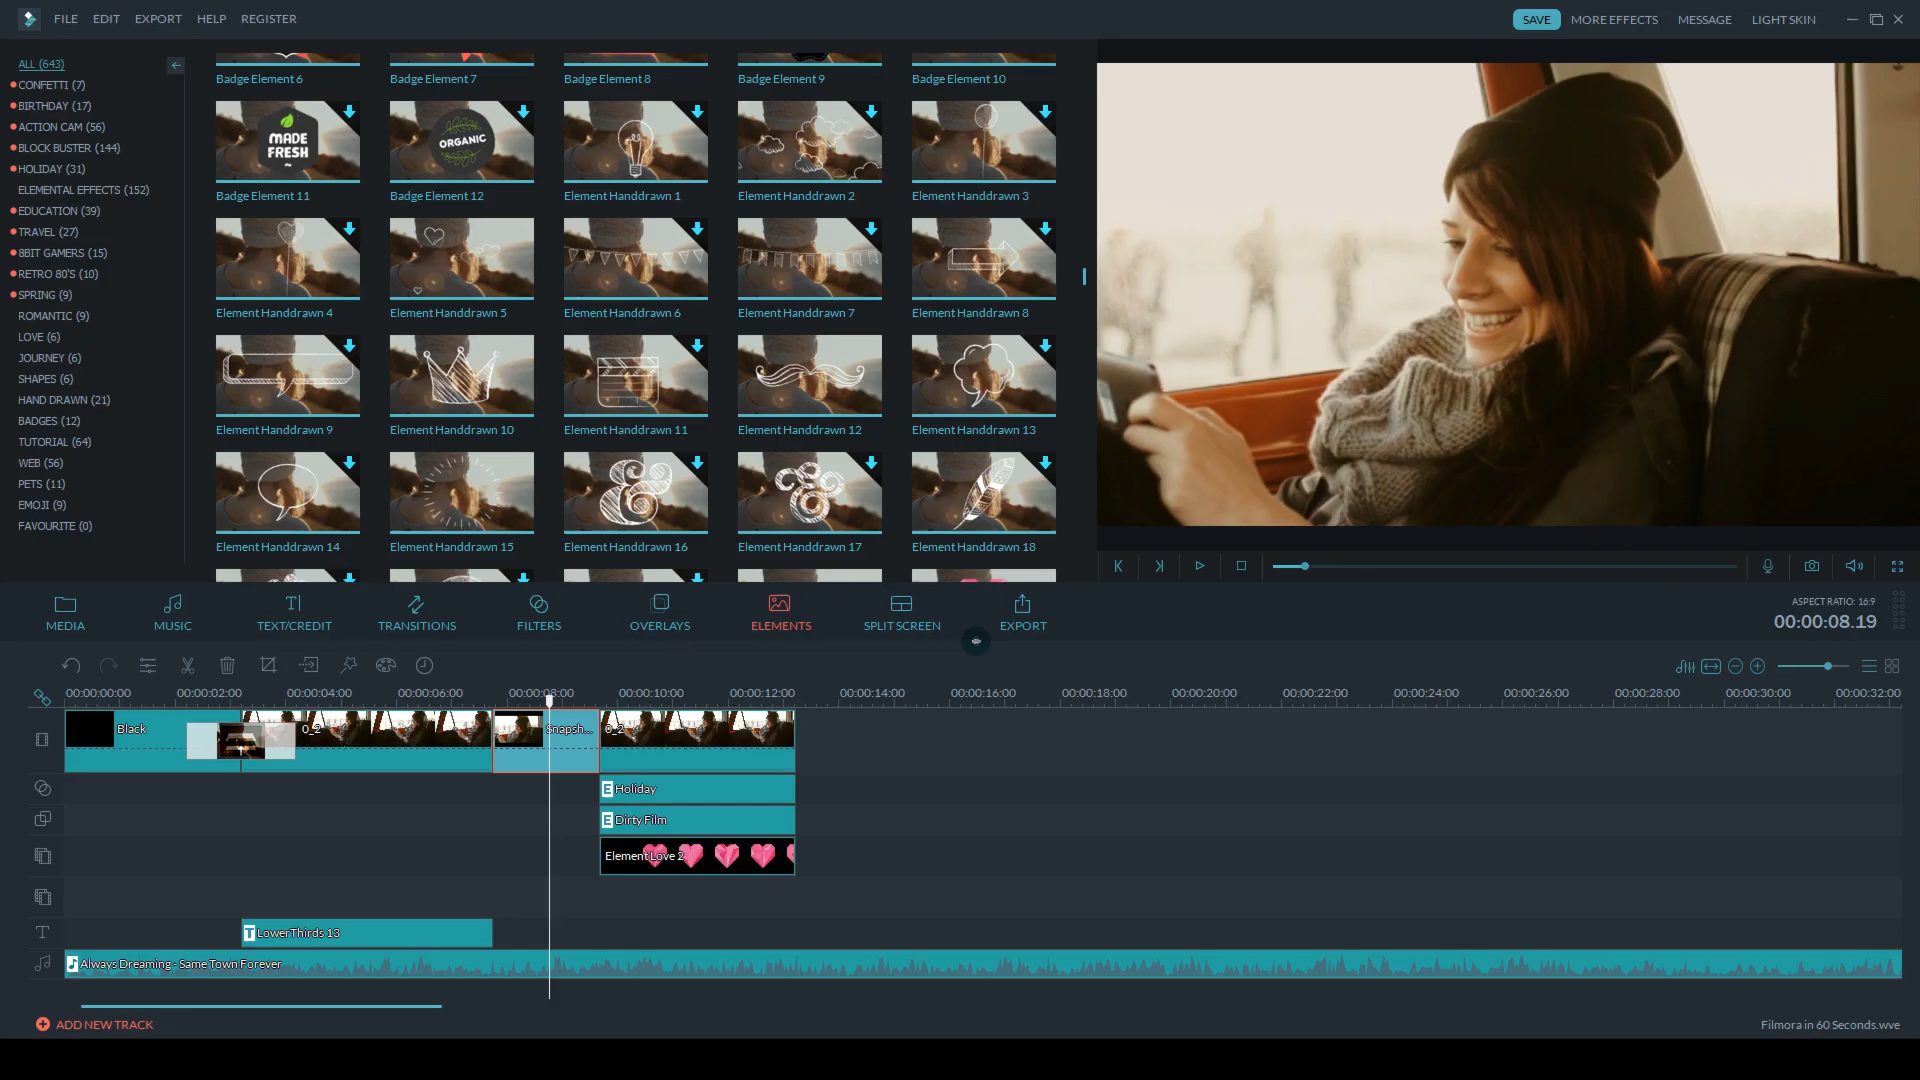 FILE EDIT EXPORT HELP REGISTER
SAVE MORE EFFECTS MESSAGE LIGHT SKIN
ALL (643)
CONFETTI (7)
BIRTHDAY (17)
ACTION CAM (56)
BLOCK BUSTER (144)
HOLIDAY (31)
ELEMENTAL EFFECTS (152)
EDUCATION (39)
TRAVEL (27)
8BIT GAMERS (15)
RETRO 80'S (10)
SPRING (9)
ROMANTIC (9)
LOVE (6)
JOURNEY (6)
SHAPES (6)
HAND DRAWN (21)
BADGES (12)
TUTORIAL (64)
WEB (56)
PETS (11)
EMOJI (9)
FAVOURITE (0)
Badge Element 6 Badge Element 7 Badge Element 8 Badge Element 9 Badge Element 10
MADE
FRESH
ORGANIC
Badge Element 11 Badge Element 12 Element Handdrawn 1 Element Handdrawn 2 Element Handdrawn 3
Element Handdrawn 4 Element Handdrawn 5 Element Handdrawn 6 Element Handdrawn 7 Element Handdrawn 8
Element Handdrawn 9 Element Handdrawn 10 Element Handdrawn 11 Element Handdrawn 12 Element Handdrawn 13
Element Handdrawn 14 Element Handdrawn 15 Element Handdrawn 16 Element Handdrawn 17 Element Handdrawn 18
MEDIA MUSIC TEXT/CREDIT TRANSITIONS FILTERS OVERLAYS ELEMENTS SPLIT SCREEN EXPORT
ASPECT RATIO: 16:9
00:00:08.19
00:00:00:00 00:00:02:00 00:00:04:00 00:00:06:00 00:00:08:00 00:00:10:00 00:00:12:00 00:00:14:00 00:00:16:00 00:00:18:00 00:00:20:00 00:00:22:00 00:00:24:00 00:00:26:00 00:00:28:00 00:00:30:00 00:00:32:00
Black 0_2 Snapsh... 0_2
E Holiday
E Dirty Film
Element Love 2
T LowerThirds 13
Always Dreaming - Same Town Forever
ADD NEW TRACK
Filmora in 60 Seconds.wve